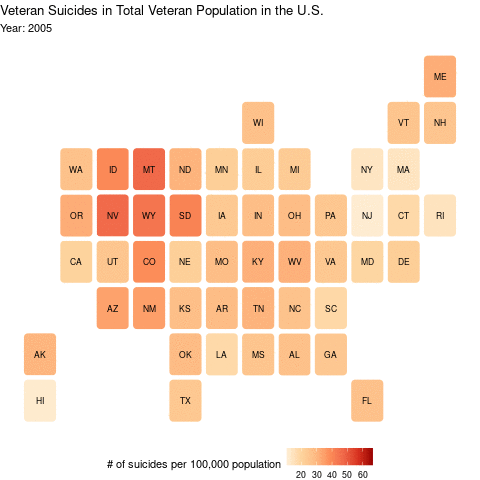 Veteran Suicides in Total Veteran Population in the U.S.
Year: 2005
ME
WI VT NH
WA ID MT ND MN IL MI NY MA
OR NV WY SD IA IN OH PA NJ CT RI
CA UT CO NE MO KY WV VA MD DE
AZ NM KS AR TN NC SC
AK OK LA MS AL GA
HI TX FL
# of suicides per 100,000 population
20 30 40 50 60